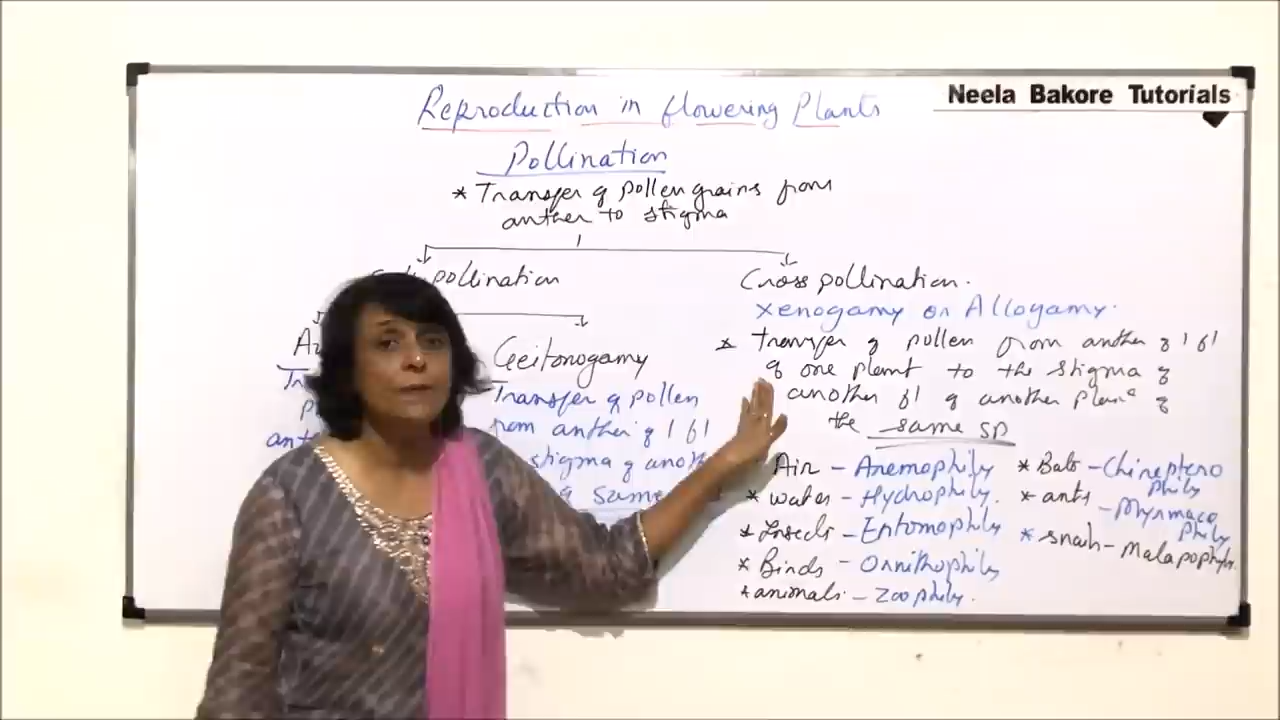 Neela Bakore Tutorials
Reproduction in flowering Plants
Pollination
* Transfer of pollen grains from
anther to stigma
pollination
Cross pollination.
Xenogamy or Allogamy.
Geitonogamy
* transfer of pollen from anther of 1 fl
of one plant to the stigma of
another fl of another plant of
the same sp
Transfer of pollen
from anther of 1 fl
stigma of anoth
of same
Air - Anemophily
* water - Hydrophily.
* Insects - Entomophily
* Birds - Ornithophily
* animals - Zoophily.
* Bats - Chiroptero
phily
* ants - Myrmaco
phily
* snails - Malacophily.